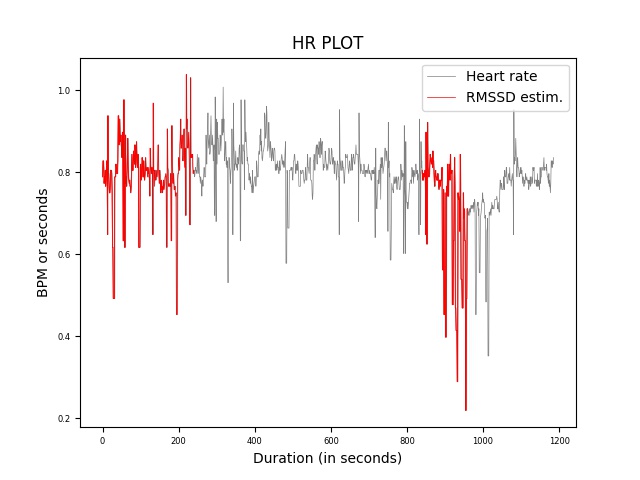 HR PLOT
Heart rate
RMSSD estim.
BPM or seconds
1.0
0.8
0.6
0.4
0.2
0 200 400 600 800 1000 1200
Duration (in seconds)